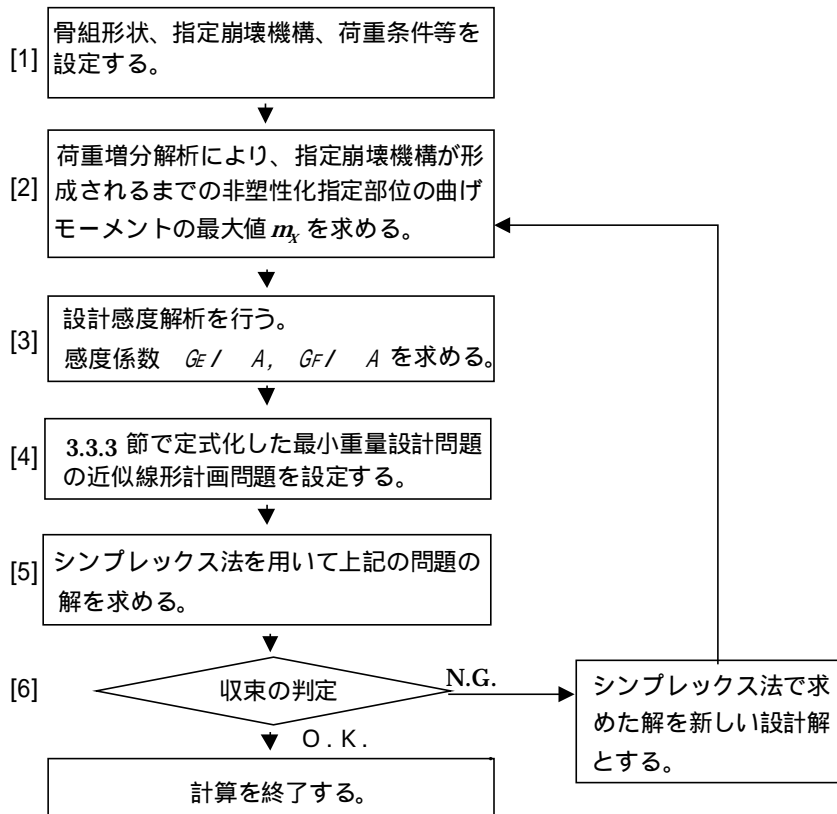 [1]
骨組形状、指定崩壊機構、荷重条件等を
設定する。
[2]
荷重増分解析により、指定崩壊機構が形
成されるまでの非塑性化指定部位の曲げ
モーメントの最大値 mx を求める。
[3]
設計感度解析を行う。
感度係数 GE/ A, GF/ A を求める。
[4]
3.3.3 節で定式化した最小重量設計問題
の近似線形計画問題を設定する。
[5]
シンプレックス法を用いて上記の問題の
解を求める。
[6]
収束の判定
N.G.
シンプレックス法で求
めた解を新しい設計解
とする。
O.K.
計算を終了する。